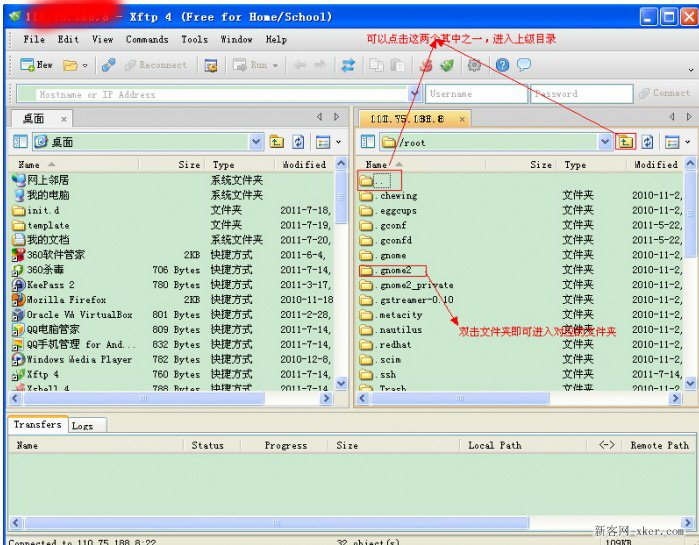 Xftp 4 (Free for Home/School)
File Edit View Commands Tools Window Help
可以点击这两个其中之一，进入上级目录
New Reconnect Run
Hostname or IP Address Username Password Connect
桌面
桌面 /root
Name Size Type Modified Name Size Type Modified
网上邻居 系统文件夹 ..
我的电脑 系统文件夹 .chewing 文件夹 2010-11-2,
init.d 文件夹 2011-7-18, .eggcups 文件夹 2010-11-2,
template 文件夹 2011-7-19, .gconf 文件夹 2011-5-22,
我的文档 系统文件夹 2011-7-20, .gconfd 文件夹 2011-5-22,
360软件管家 2KB 快捷方式 2011-6-4, .gnome 文件夹 2010-11-2,
360杀毒 706 Bytes 快捷方式 2011-7-14, .gnome2 文件夹 2010-11-2,
KeePass 2 780 Bytes 快捷方式 2011-3-17, .gnome2_private 文件夹 2010-11-2,
Mozilla Firefox 2KB 快捷方式 2010-11-18 .gstreamer-0.10 文件夹 2010-11-2,
Oracle VM VirtualBox 801 Bytes 快捷方式 2011-2-28, .metacity 文件夹 2010-11-2,
QQ电脑管家 809 Bytes 快捷方式 2011-7-14, .nautilus 文件夹 2010-11-2,
双击文件夹即可进入对应的文件夹
QQ手机管理 for And... 832 Bytes 快捷方式 2011-7-14, .redhat 文件夹 2010-11-2,
Windows Media Player 782 Bytes 快捷方式 2010-12-8, .scim 文件夹 2010-11-2,
Xftp 4 760 Bytes 快捷方式 2011-7-14, .ssh 文件夹 2011-7-14,
Xshell 4 788 Bytes 快捷方式 2011-7-14 .Trash 文件夹 2010-11-2
Transfers Logs
Name Status Progress Size Local Path <-> Remote Path
新客网-xker.com
Connected to 110.75.188.8:22 32 object(s) 109KB